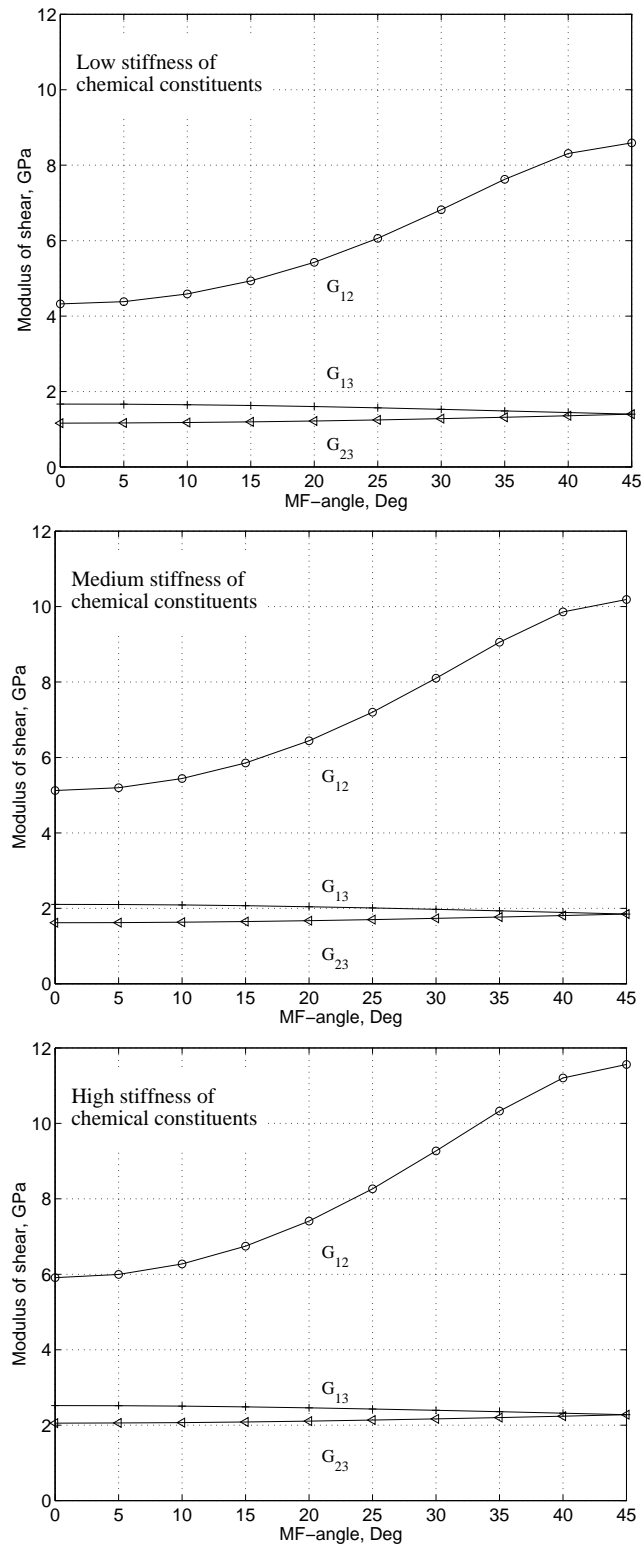 12
10
8
6
4
2
0
Modulus of shear, GPa
Low stiffness of
chemical constituents
G12
G13
G23
0 5 10 15 20 25 30 35 40 45
MF−angle, Deg
12
10
8
6
4
2
0
Modulus of shear, GPa
Medium stiffness of
chemical constituents
G12
G13
G23
0 5 10 15 20 25 30 35 40 45
MF−angle, Deg
12
10
8
6
4
2
0
Modulus of shear, GPa
High stiffness of
chemical constituents
G12
G13
G23
0 5 10 15 20 25 30 35 40 45
MF−angle, Deg